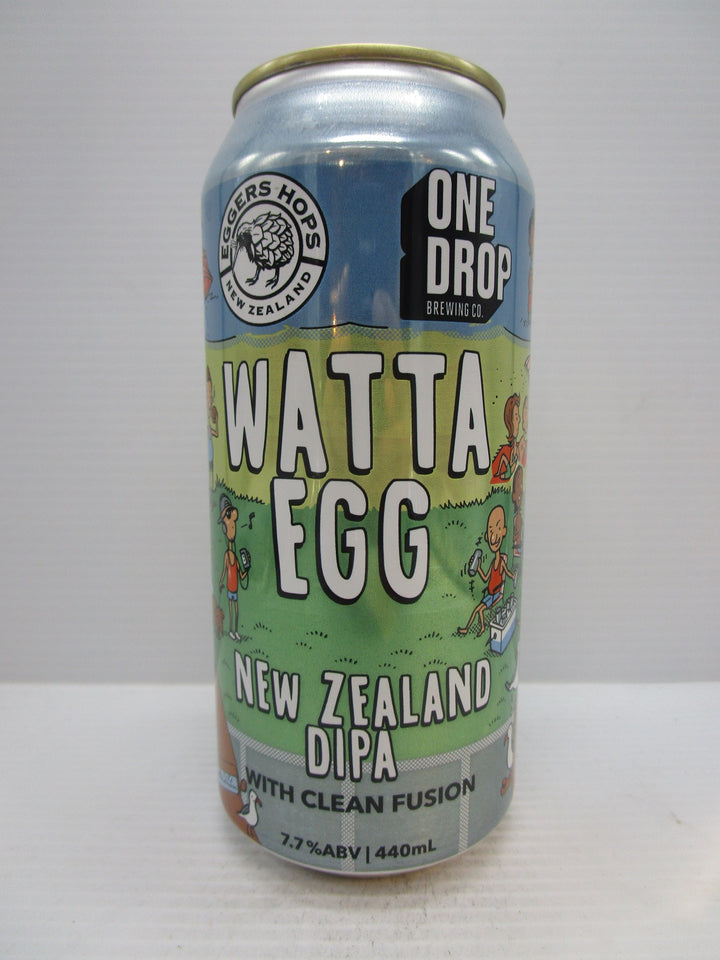 EGGERS HOPS
NEW ZEALAND
ONE
DROP
BREWING CO.
WATTA
EGG
NEW ZEALAND
DIPA
WITH CLEAN FUSION
7.7%ABV | 440mL